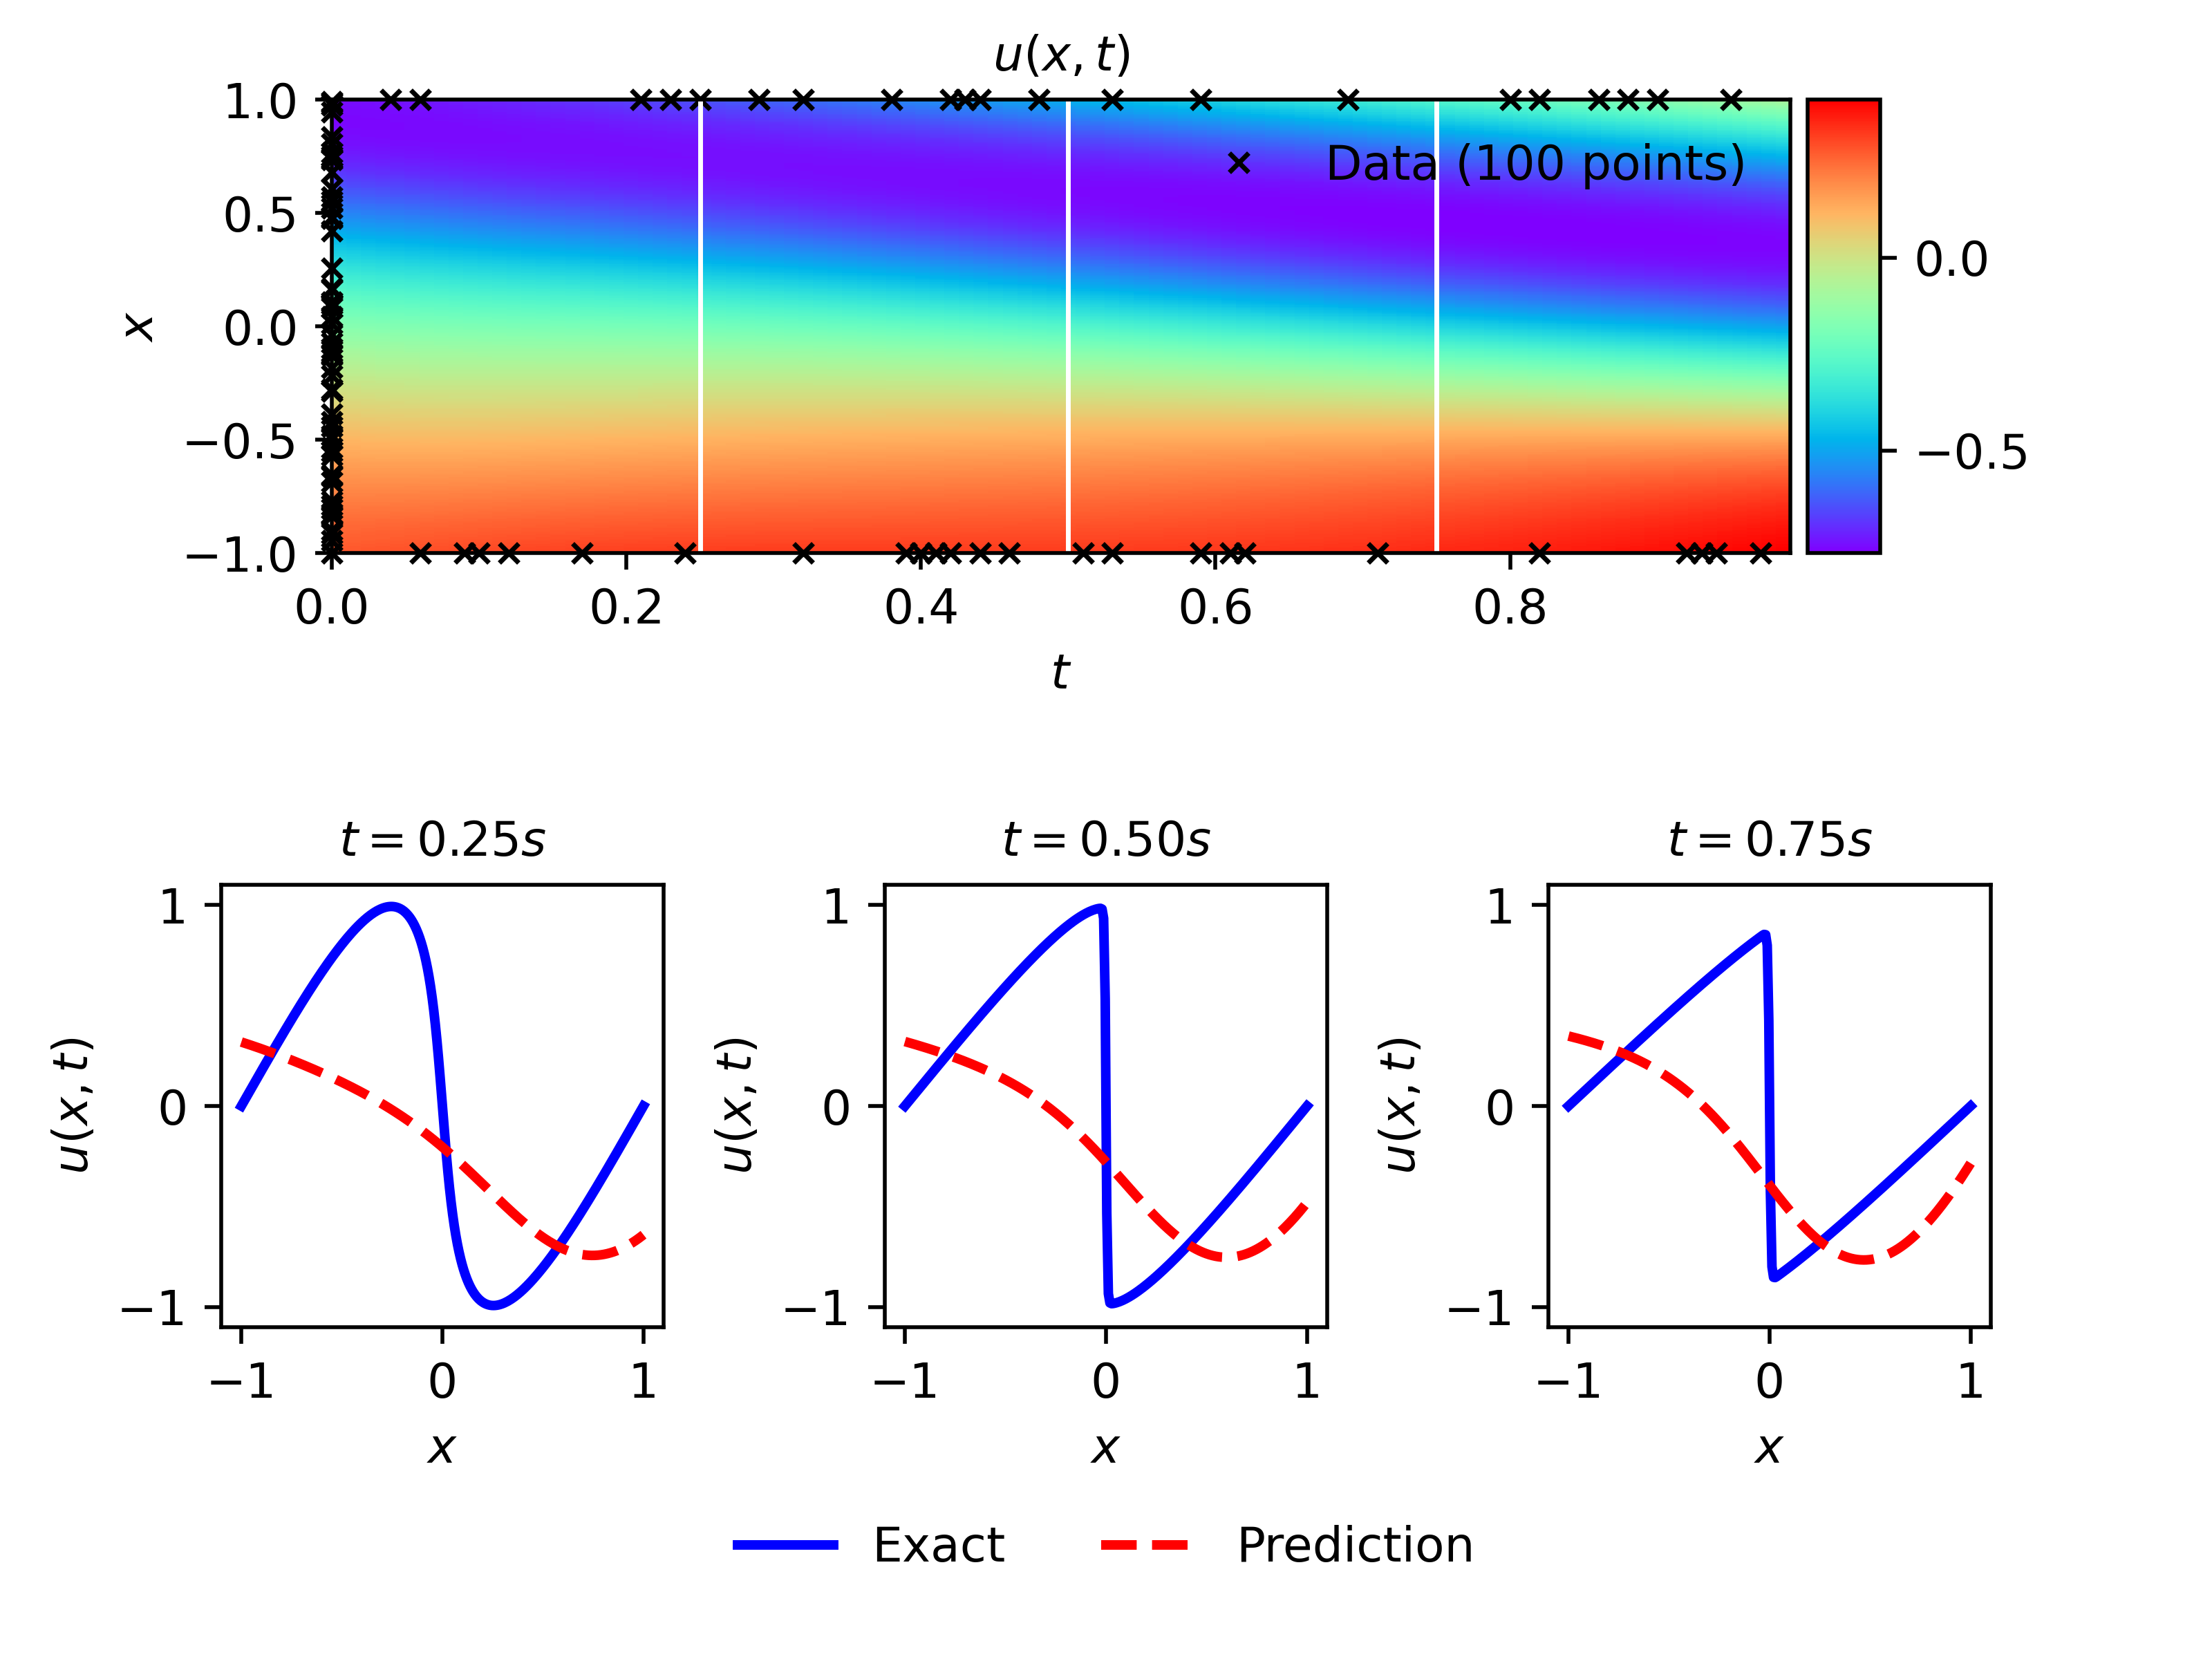 u(x, t)
1.0
0.5
0.0
−0.5
−1.0
x
Data (100 points)
0.0
−0.5
0.0 0.2 0.4 0.6 0.8
t
t = 0.25s t = 0.50s t = 0.75s
1 1 1
0 0 0
−1 −1 −1
u(x, t) u(x, t) u(x, t)
−1 0 1 −1 0 1 −1 0 1
x x x
Exact Prediction